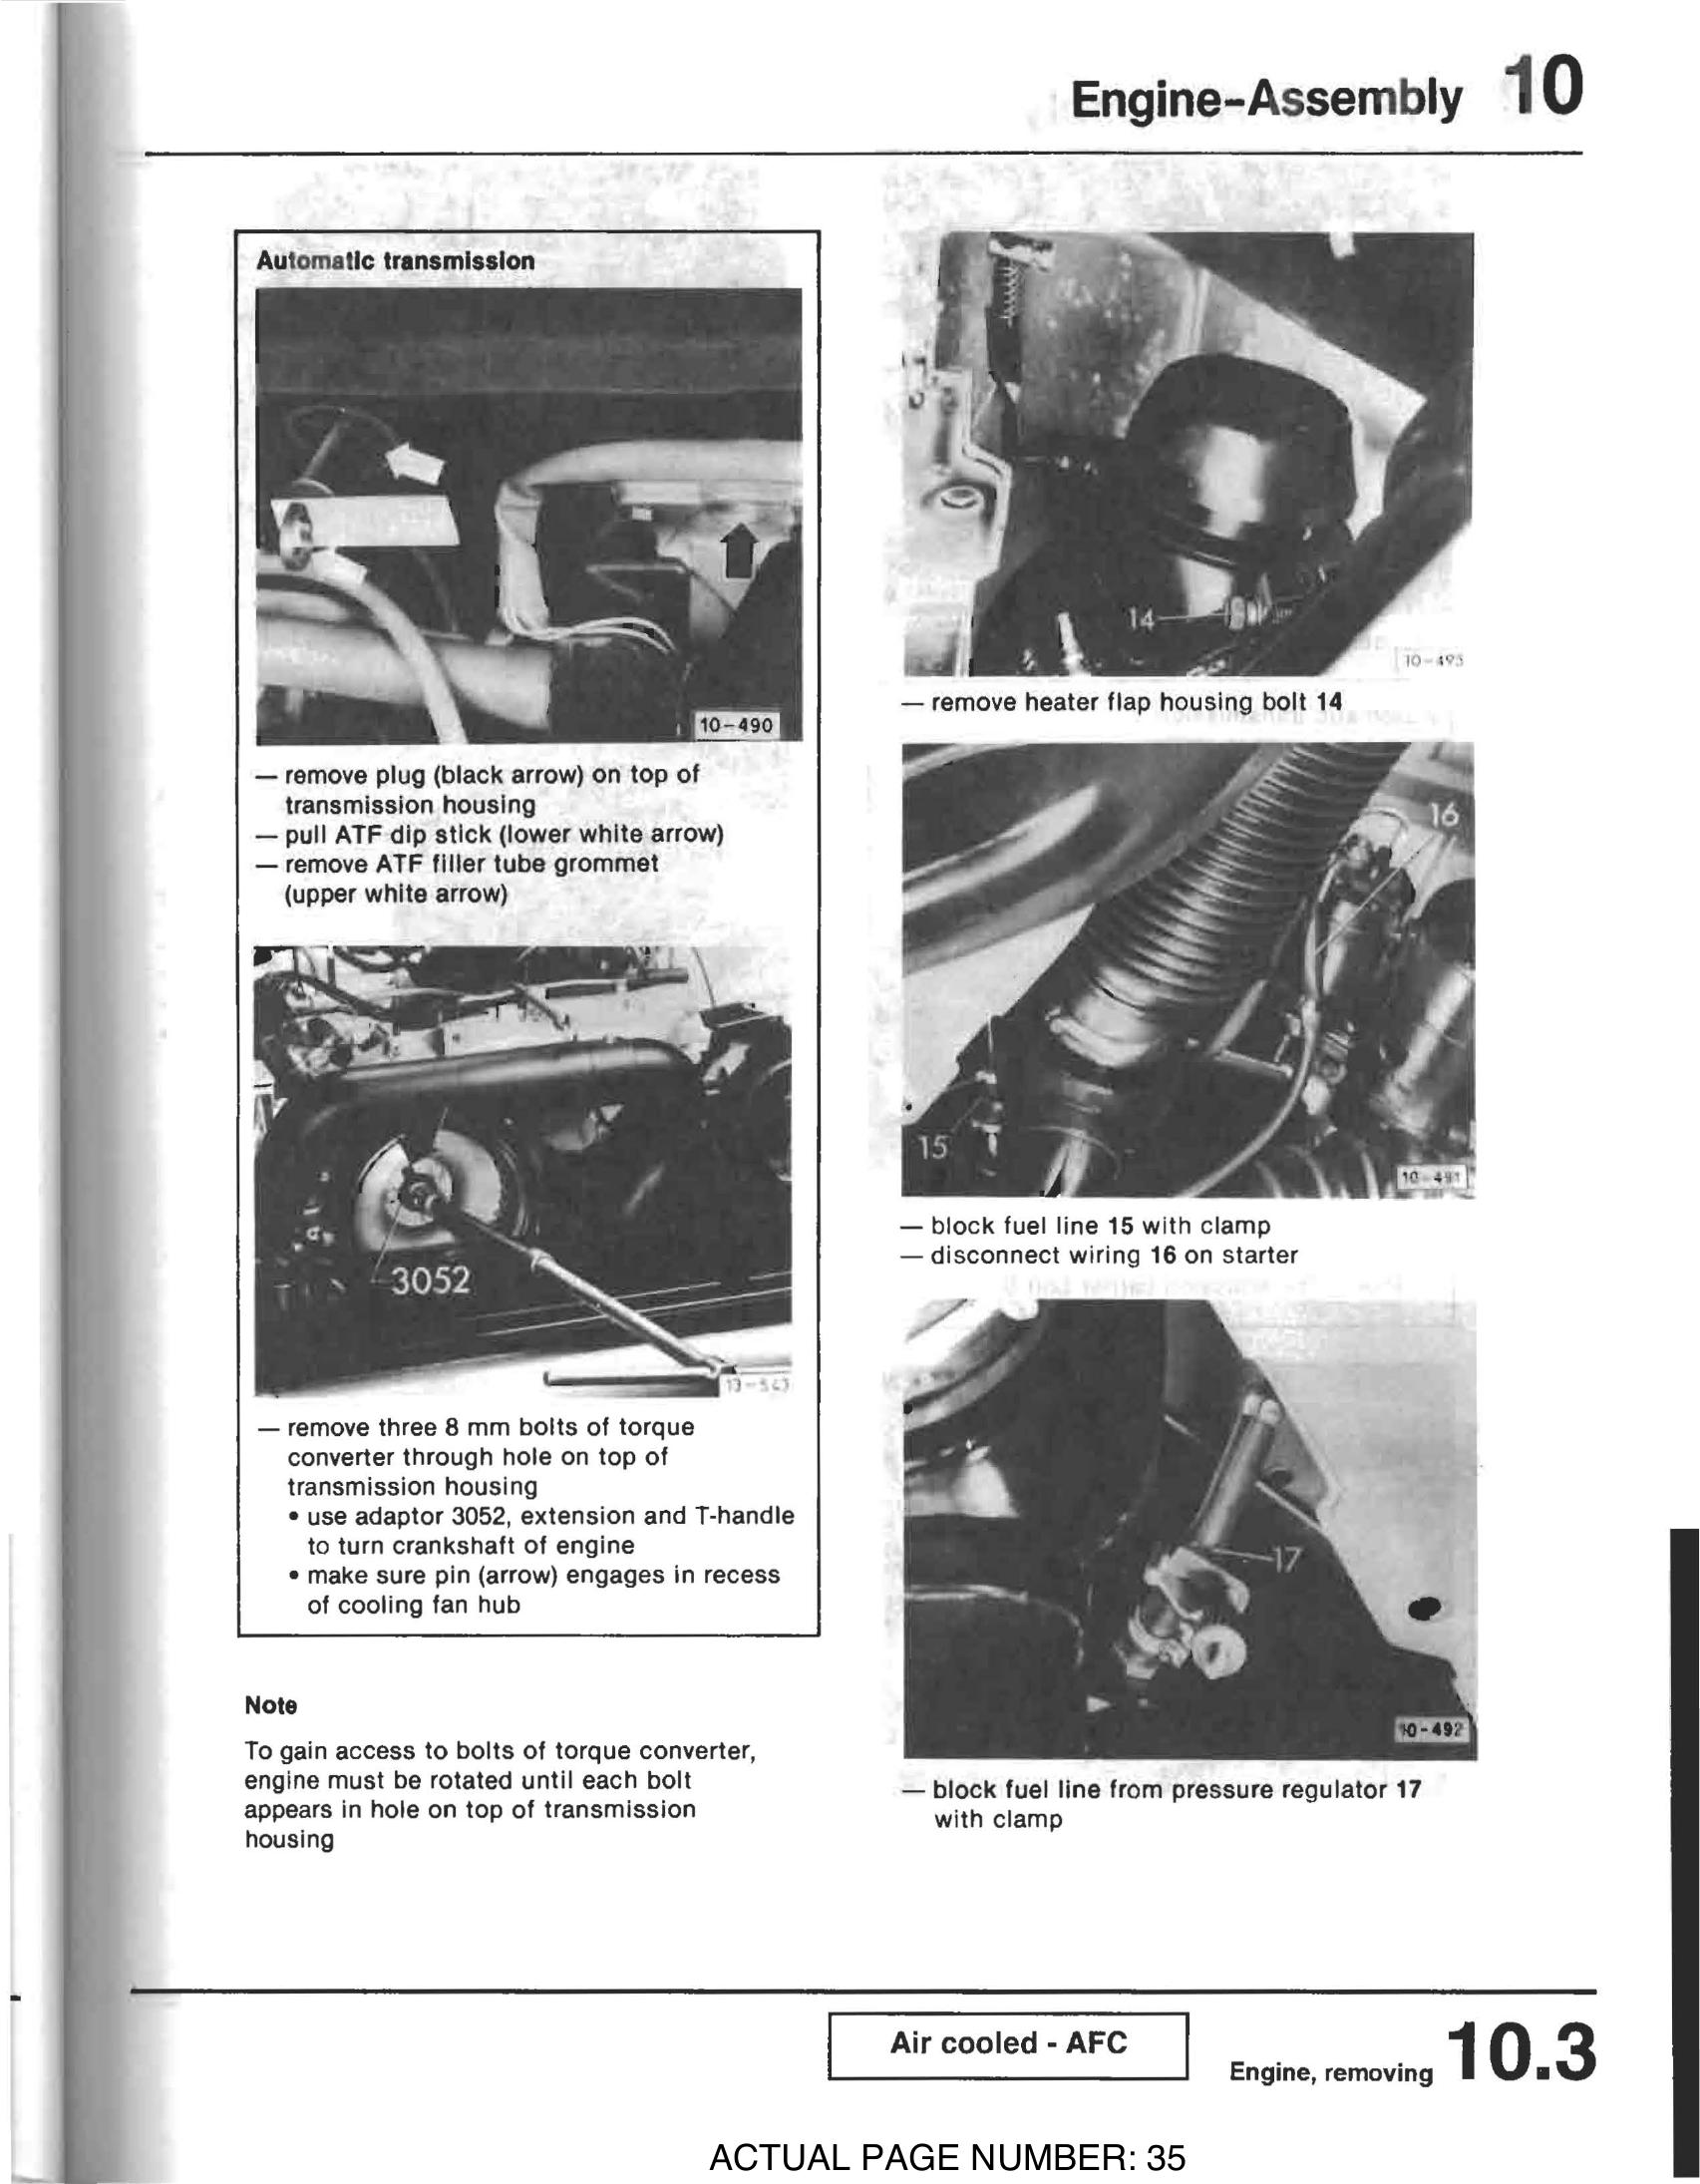 Engine-Assembly 10
Automatic transmission
10-490
— remove plug (black arrow) on top of
transmission housing
— pull ATF dip stick (lower white arrow)
— remove ATF filler tube grommet
(upper white arrow)
3052
— remove three 8 mm bolts of torque
converter through hole on top of
transmission housing
• use adaptor 3052, extension and T-handle
to turn crankshaft of engine
• make sure pin (arrow) engages in recess
of cooling fan hub
Note
To gain access to bolts of torque converter,
engine must be rotated until each bolt
appears in hole on top of transmission
housing
14
— remove heater flap housing bolt 14
16
15
10-491
— block fuel line 15 with clamp
— disconnect wiring 16 on starter
17
10-492
— block fuel line from pressure regulator 17
with clamp
Air cooled - AFC
Engine, removing 10.3
ACTUAL PAGE NUMBER: 35